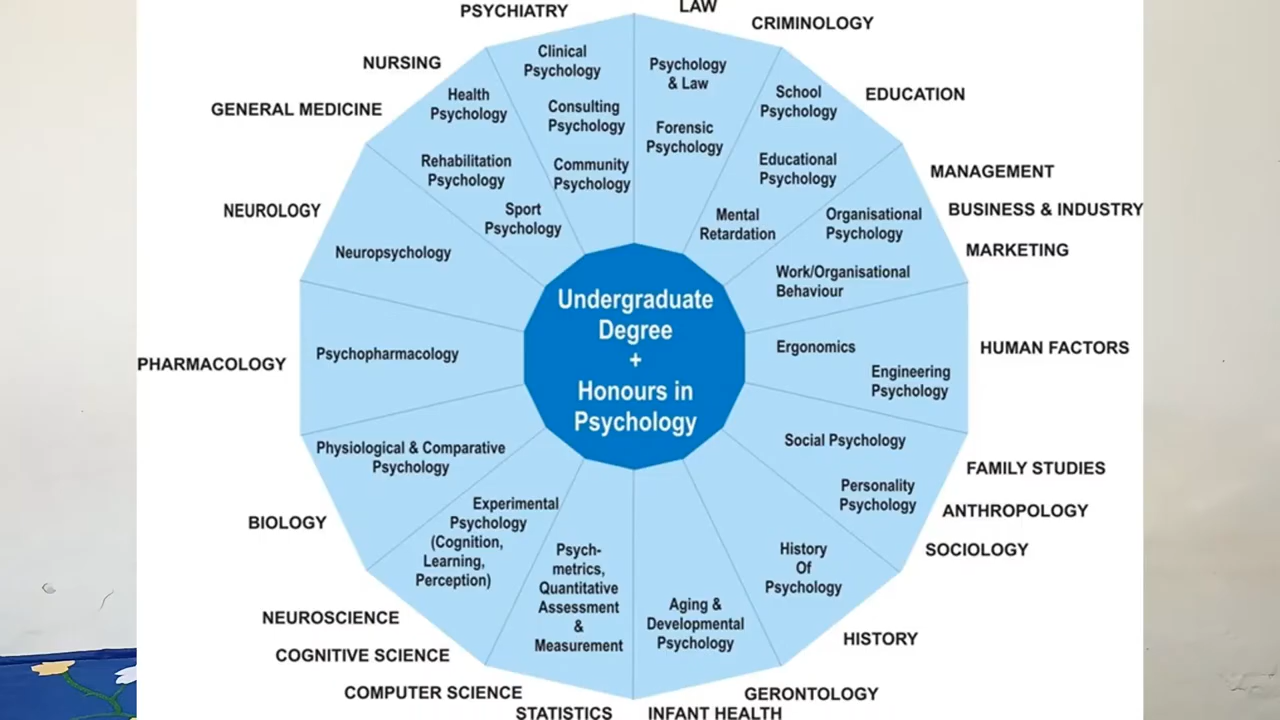 PSYCHIATRY
LAW
CRIMINOLOGY
NURSING
EDUCATION
GENERAL MEDICINE
MANAGEMENT
NEUROLOGY
BUSINESS & INDUSTRY
MARKETING
PHARMACOLOGY
HUMAN FACTORS
FAMILY STUDIES
BIOLOGY
ANTHROPOLOGY
SOCIOLOGY
NEUROSCIENCE
HISTORY
COGNITIVE SCIENCE
COMPUTER SCIENCE
GERONTOLOGY
STATISTICS
INFANT HEALTH
Clinical
Psychology
Consulting
Psychology
Community
Psychology
Psychology
& Law
Forensic
Psychology
School
Psychology
Educational
Psychology
Mental
Retardation
Organisational
Psychology
Work/Organisational
Behaviour
Ergonomics
Engineering
Psychology
Social Psychology
Personality
Psychology
History
Of
Psychology
Aging &
Developmental
Psychology
Psych-
metrics,
Quantitative
Assessment
&
Measurement
Experimental
Psychology
(Cognition,
Learning,
Perception)
Physiological & Comparative
Psychology
Psychopharmacology
Neuropsychology
Health
Psychology
Rehabilitation
Psychology
Sport
Psychology
Undergraduate
Degree
+
Honours in
Psychology